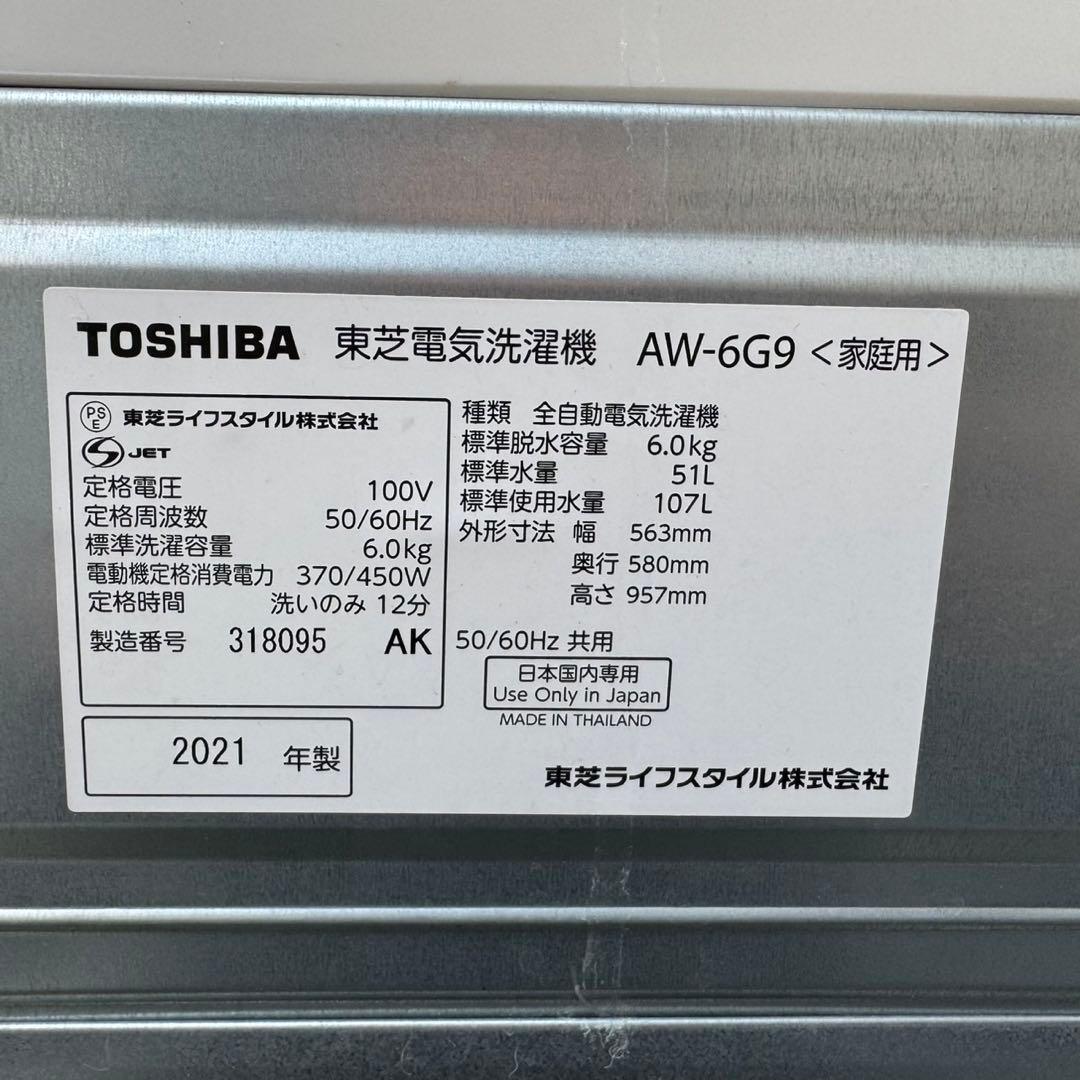 TOSHIBA 東芝電気洗濯機 AW-6G9 <家庭用>
PS E 東芝ライフスタイル株式会社
S JET
定格電圧 100V
定格周波数 50/60Hz
標準洗濯容量 6.0kg
電動機定格消費電力 370/450W
定格時間 洗いのみ 12分
製造番号 318095 AK
種類 全自動電気洗濯機
標準脱水容量 6.0kg
標準水量 51L
標準使用水量 107L
外形寸法 幅 563mm
奥行 580mm
高さ 957mm
50/60Hz 共用
日本国内専用
Use Only in Japan
MADE IN THAILAND
2021 年製
東芝ライフスタイル株式会社